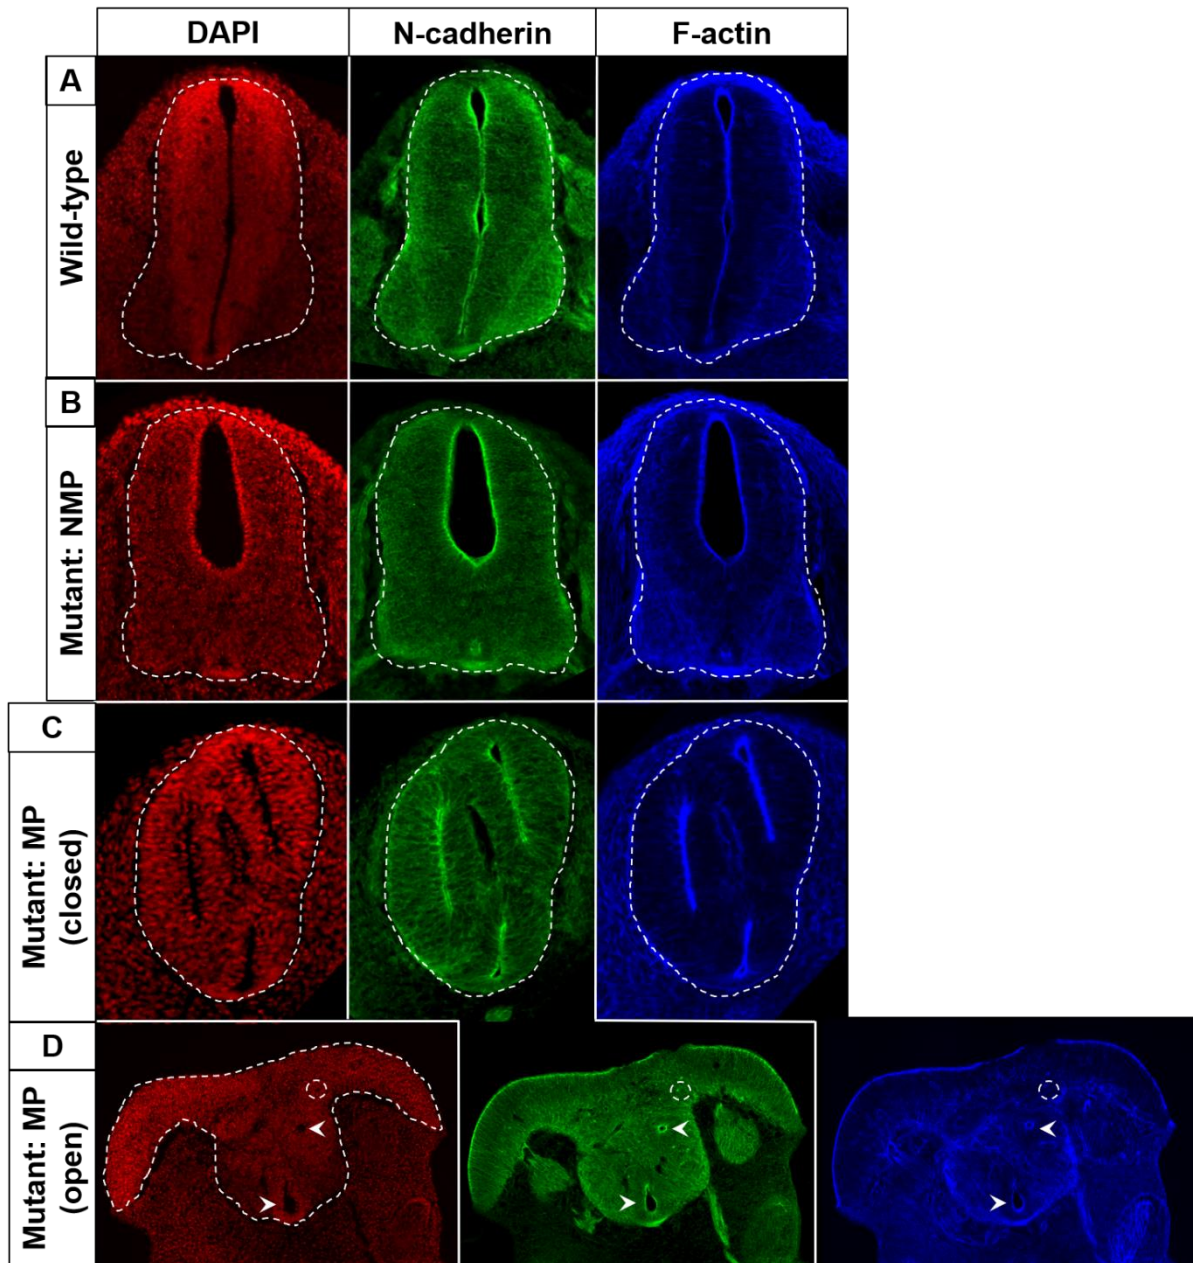 DAPI
N-cadherin
F-actin
A
Wild-type
B
Mutant: NMP
C
Mutant: MP
(closed)
D
Mutant: MP
(open)